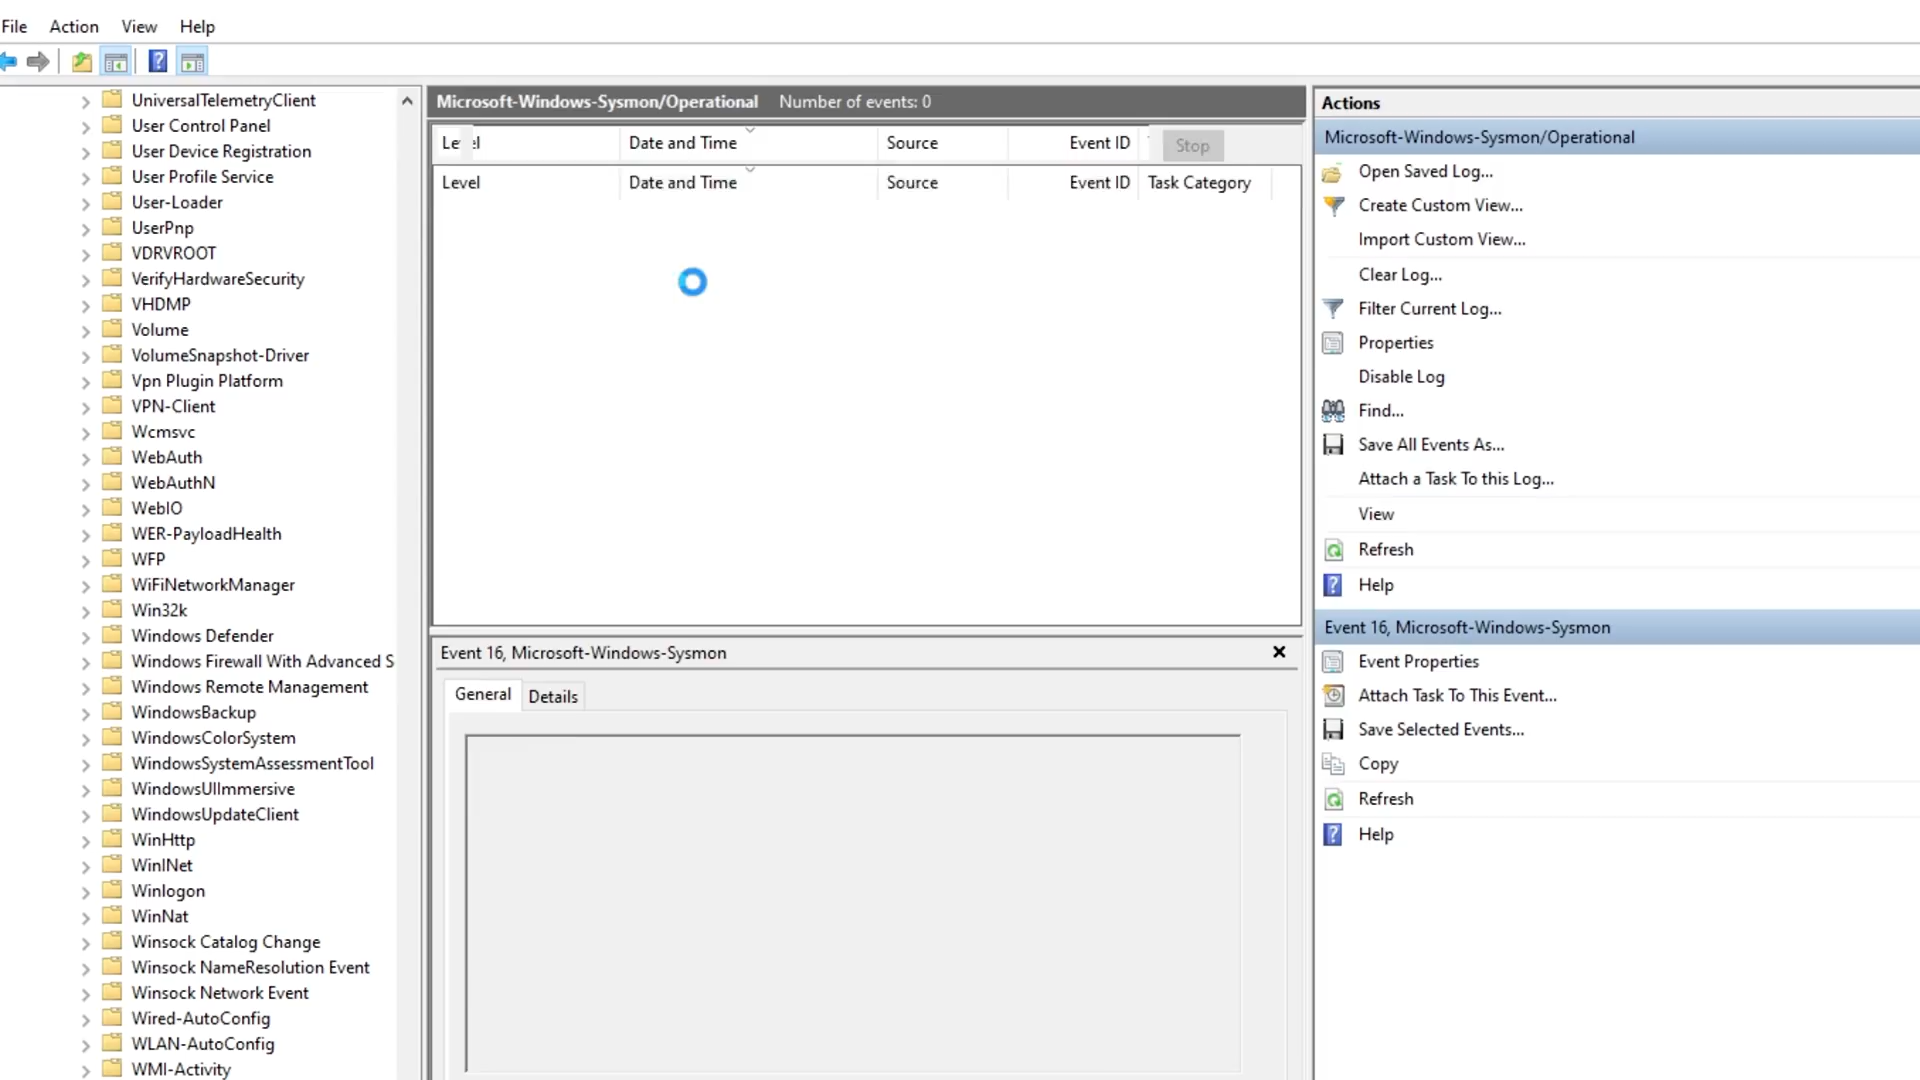 File Action View Help
UniversalTelemetryClient
User Control Panel
User Device Registration
User Profile Service
User-Loader
UserPnp
VDRVROOT
VerifyHardwareSecurity
VHDMP
Volume
VolumeSnapshot-Driver
Vpn Plugin Platform
VPN-Client
Wcmsvc
WebAuth
WebAuthN
WebIO
WER-PayloadHealth
WFP
WiFiNetworkManager
Win32k
Windows Defender
Windows Firewall With Advanced S
Windows Remote Management
WindowsBackup
WindowsColorSystem
WindowsSystemAssessmentTool
WindowsUIImmersive
WindowsUpdateClient
WinHttp
WinINet
Winlogon
WinNat
Winsock Catalog Change
Winsock NameResolution Event
Winsock Network Event
Wired-AutoConfig
WLAN-AutoConfig
WMI-Activity
Microsoft-Windows-Sysmon/Operational Number of events: 0
Date and Time Source Event ID Stop
Level Date and Time Source Event ID Task Category
Event 16, Microsoft-Windows-Sysmon
General Details
Actions
Microsoft-Windows-Sysmon/Operational
Open Saved Log...
Create Custom View...
Import Custom View...
Clear Log...
Filter Current Log...
Properties
Disable Log
Find...
Save All Events As...
Attach a Task To this Log...
View
Refresh
Help
Event 16, Microsoft-Windows-Sysmon
Event Properties
Attach Task To This Event...
Save Selected Events...
Copy
Refresh
Help